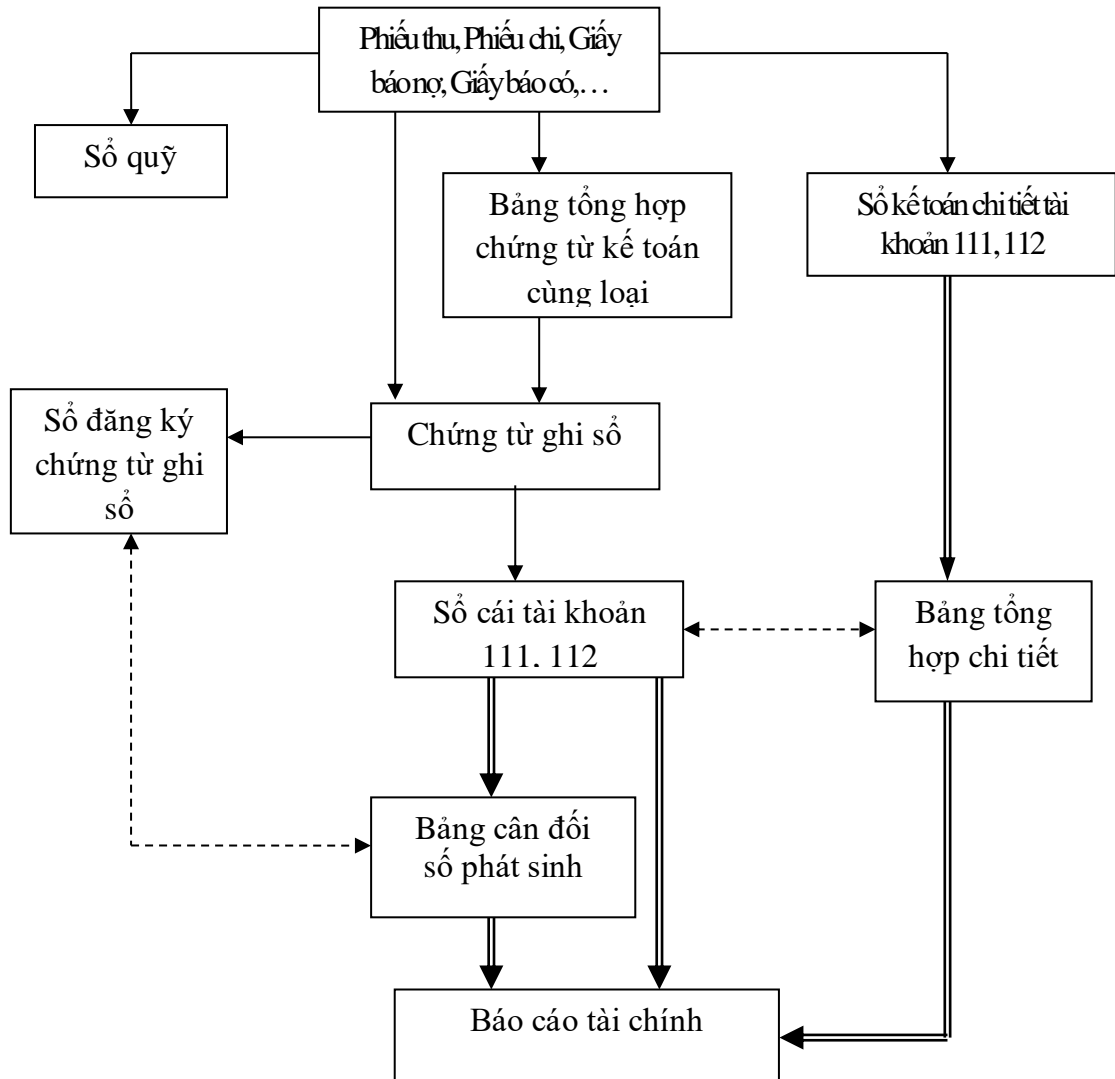 Phiếu thu, Phiếu chi, Giấy
báo nợ, Giấy báo có,…
Sổ quỹ
Bảng tổng hợp
chứng từ kế toán
cùng loại
Sổ kế toán chi tiết tài
khoản 111, 112
Sổ đăng ký
chứng từ ghi
sổ
Chứng từ ghi sổ
Sổ cái tài khoản
111, 112
Bảng tổng
hợp chi tiết
Bảng cân đối
số phát sinh
Báo cáo tài chính